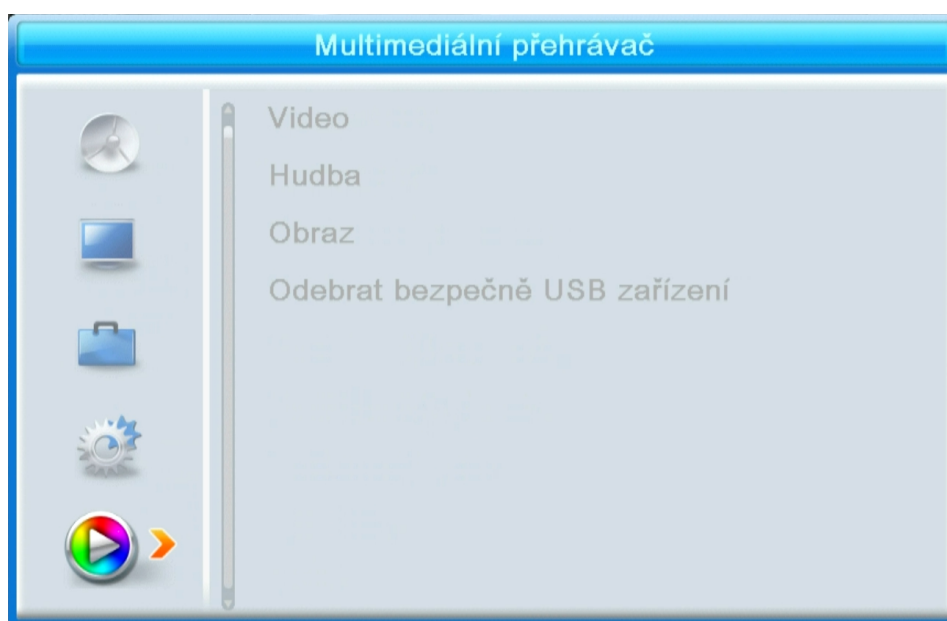 Multimediální přehrávač
Video
Hudba
Obraz
Odebrat bezpečně USB zařízení